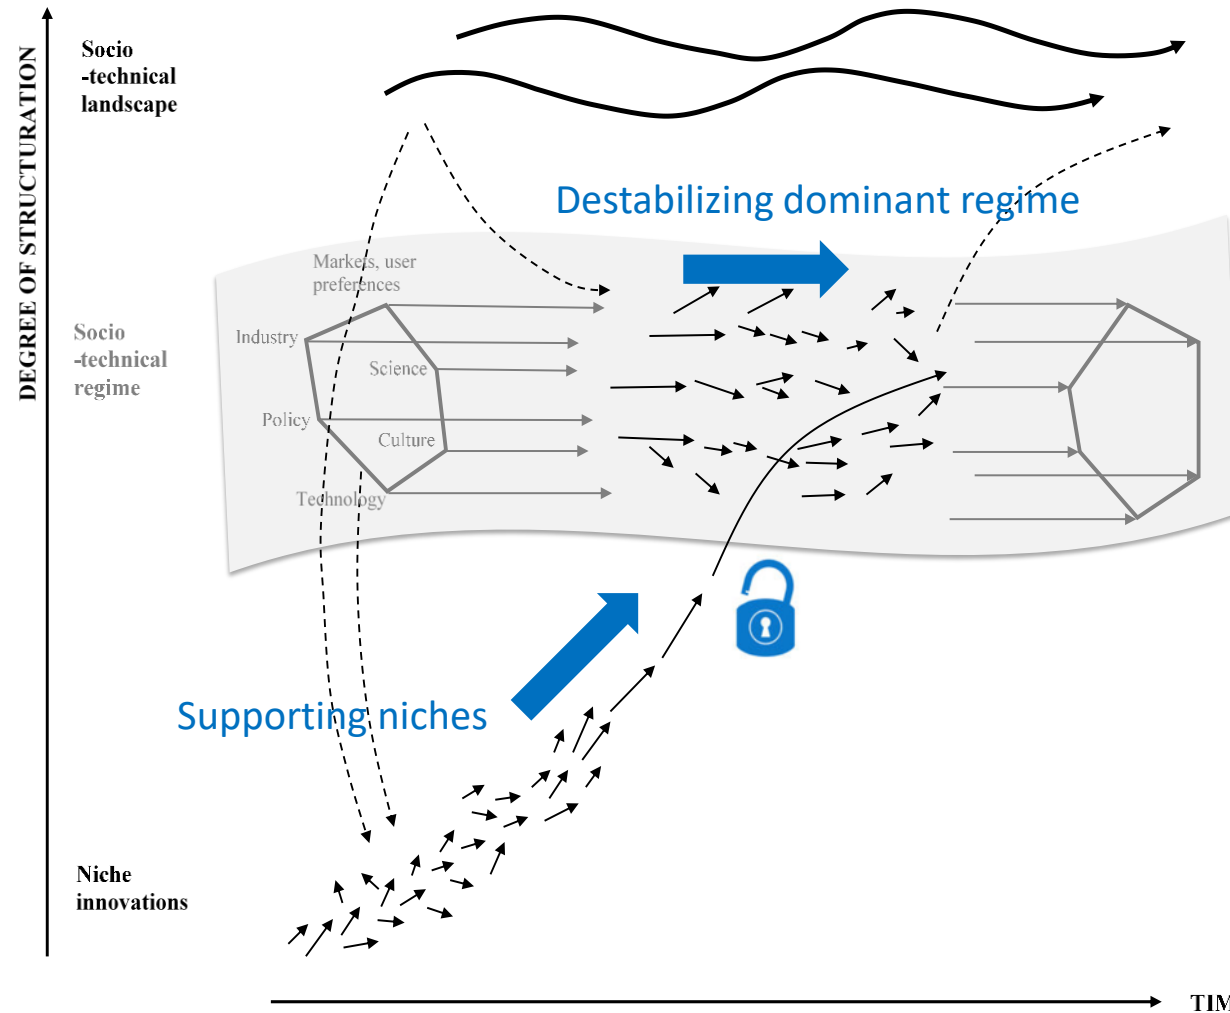 DEGREE OF STRUCTURATION
Socio
-technical
landscape
Destabilizing dominant regime
Markets, user
preferences
Industry
Science
Socio
-technical
regime
Policy
Culture
Technology
Supporting niches
Niche
innovations
TIM